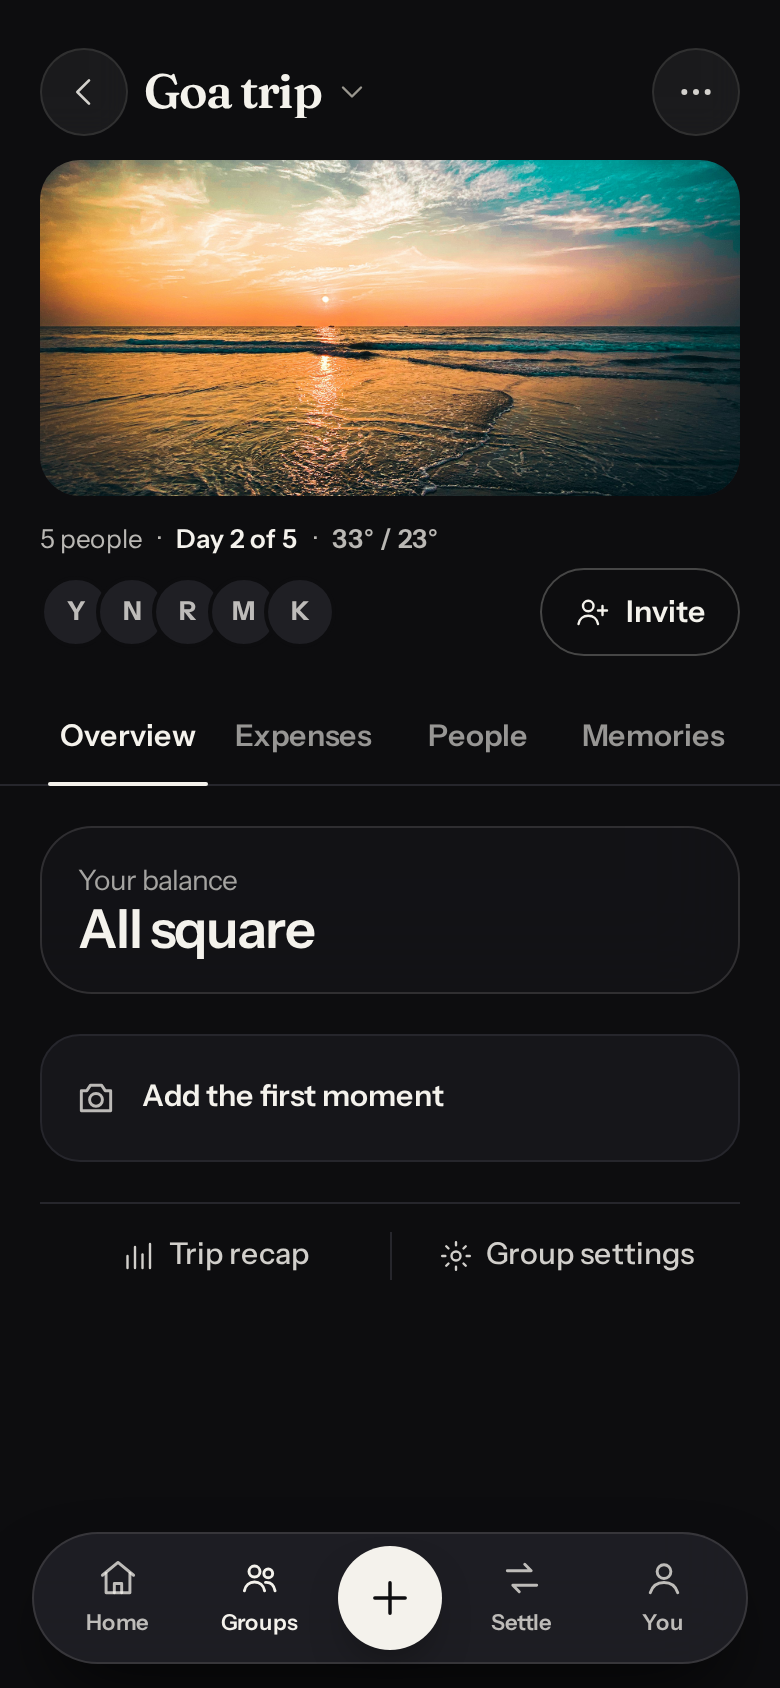 Goa trip
5 people · Day 2 of 5 · 33° / 23°
Y N R M K
Invite
Overview Expenses People Memories
Your balance
All square
Add the first moment
Trip recap Group settings
Home Groups Settle You